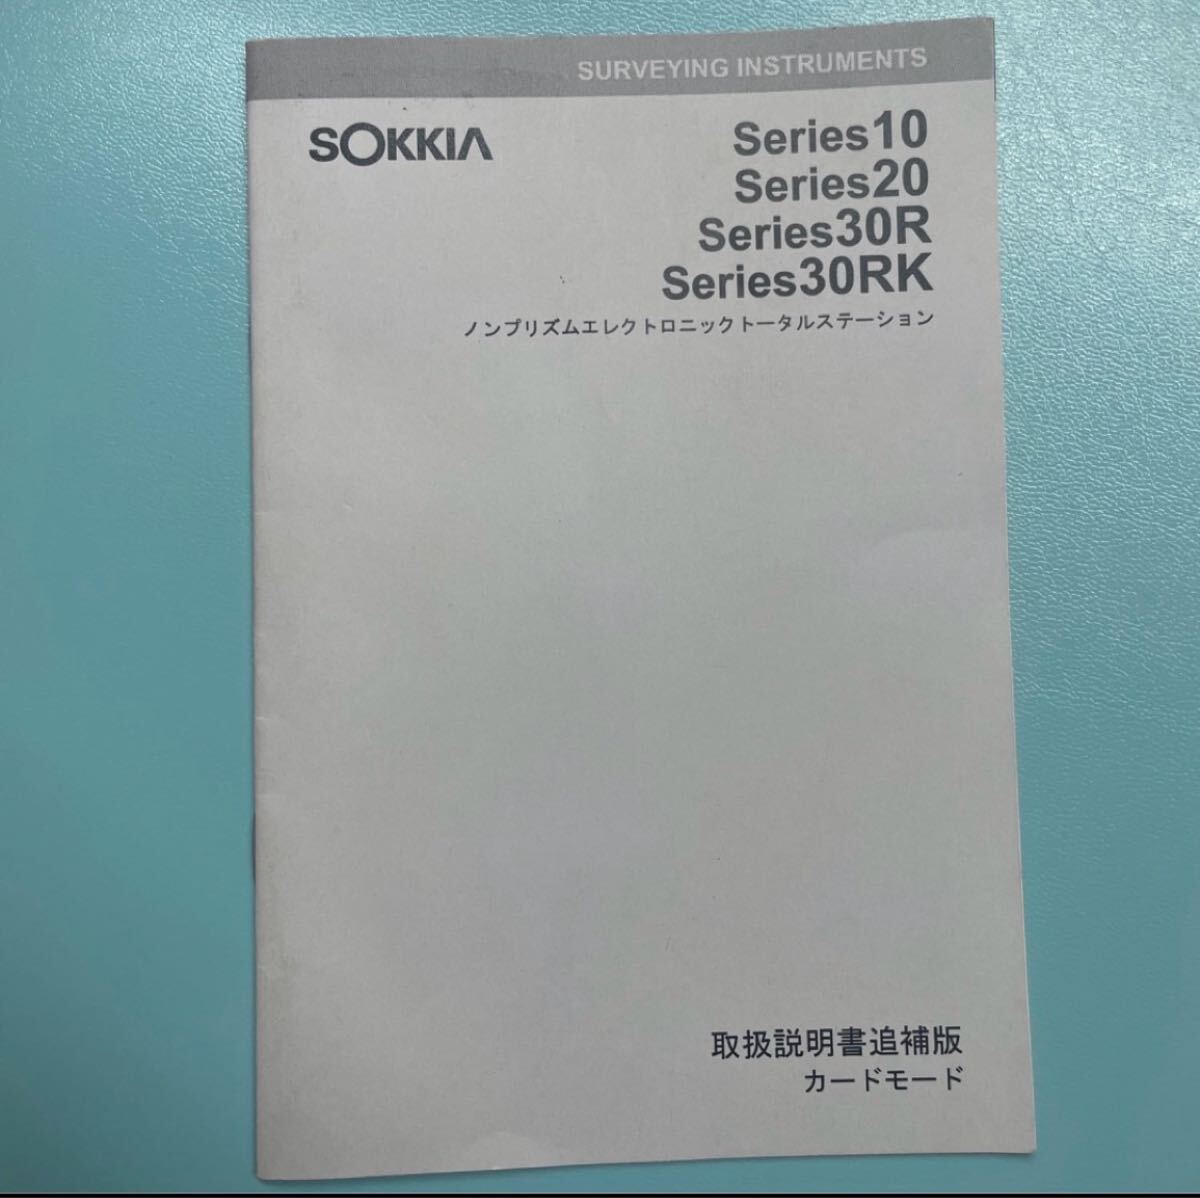 SURVEYING INSTRUMENTS
SOKKIA
Series10
Series20
Series30R
Series30RK
ノンプリズムエレクトロニックトータルステーション
取扱説明書追補版
カードモード